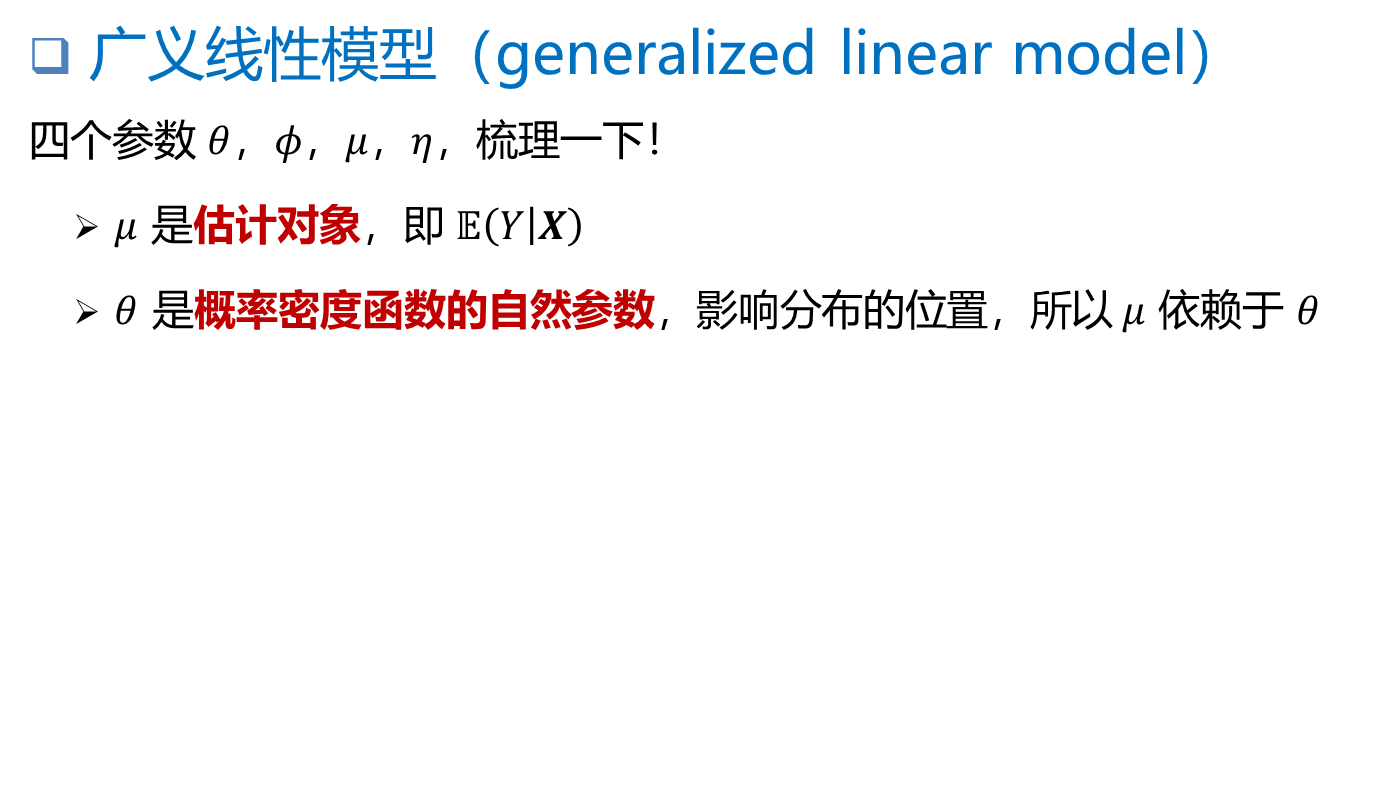 ❑ 广义线性模型（generalized linear model）
四个参数 θ，ϕ，μ，η，梳理一下！
➢ μ 是估计对象，即 𝔼(Y|X)
➢ θ 是概率密度函数的自然参数，影响分布的位置，所以 μ 依赖于 θ